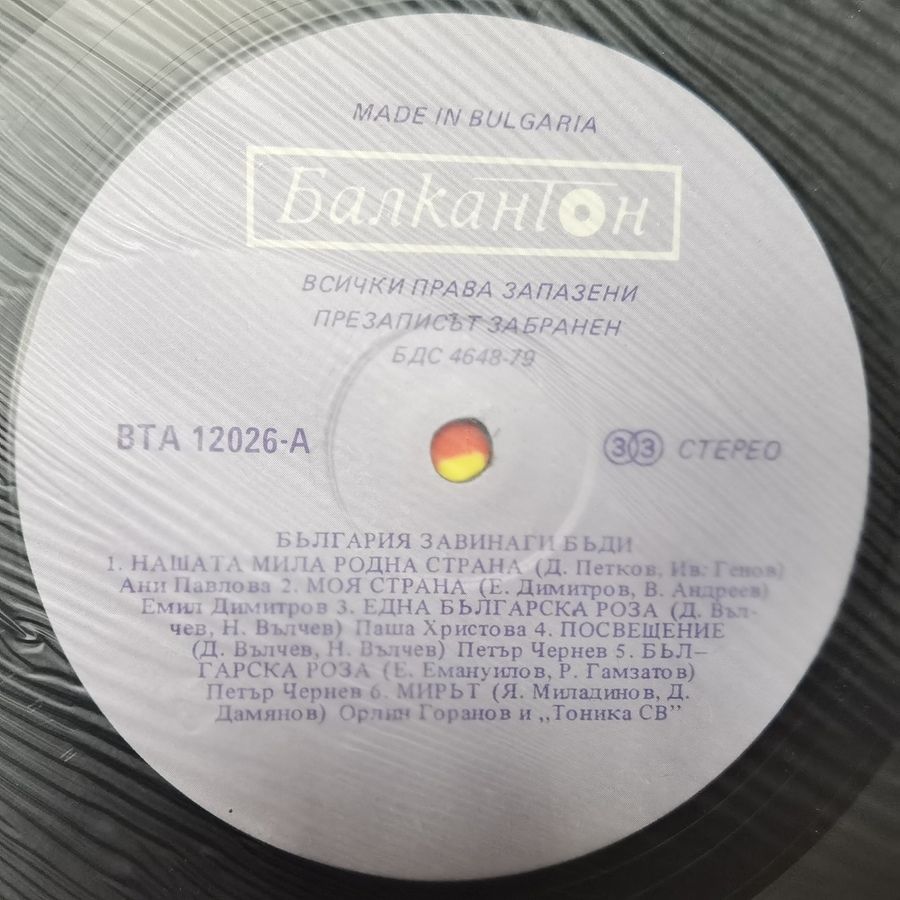 MADE IN BULGARIA
Балкантон
ВСИЧКИ ПРАВА ЗАПАЗЕНИ
ПРЕЗАПИСЪТ ЗАБРАНЕН
БДС 4648-79
ВТА 12026-А
33 СТЕРЕО
БЪЛГАРИЯ ЗАВИНАГИ БЪДИ
1. НАШАТА МИЛА РОДНА СТРАНА (Д. Петков, Ив. Генов)
Ани Павлова 2. МОЯ СТРАНА (Е. Димитров, В. Андреев)
Емил Димитров 3. ЕДНА БЪЛГАРСКА РОЗА (Д. Въл-
чев, Н. Вълчев) Паша Христова 4. ПОСВЕЩЕНИЕ
(Д. Вълчев, Н. Вълчев) Петър Чернев 5. БЪЛ-
ГАРСКА РОЗА (Е. Емануилов, Р. Гамзатов)
Петър Чернев 6. МИРЪТ (Я. Миладинов, Д.
Дамянов) Орлин Горанов и „Тоника СВ”